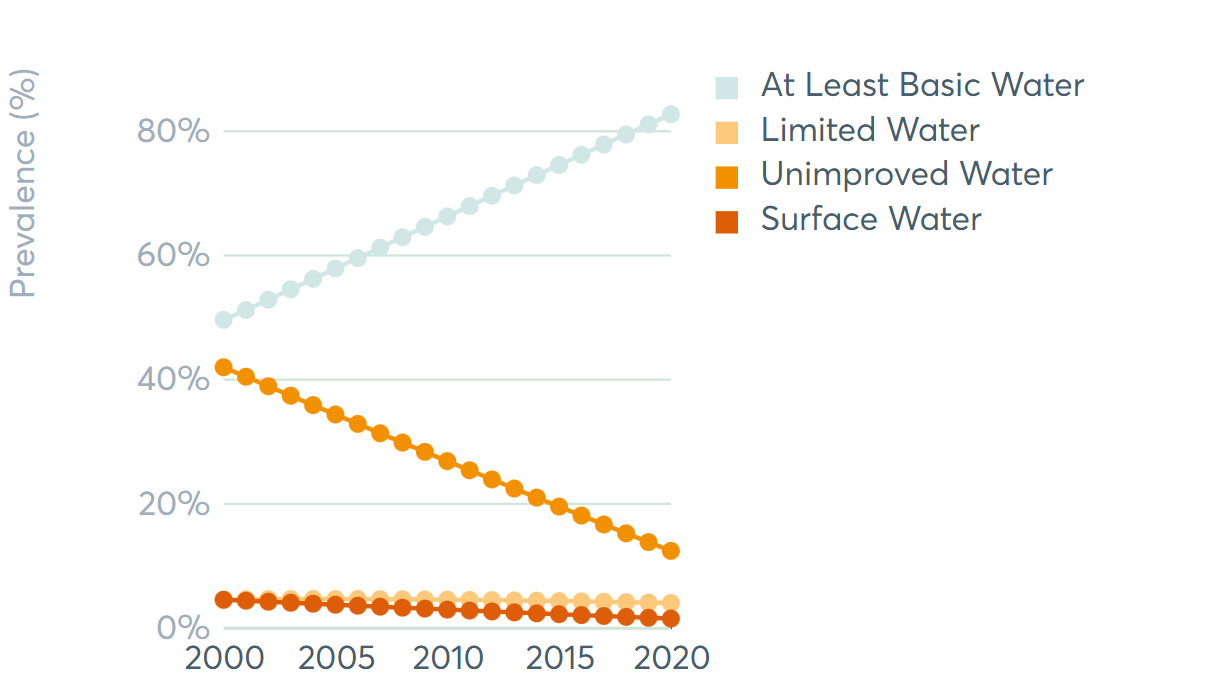 Prevalence (%)
80%
60%
40%
20%
0%
2000 2005 2010 2015 2020
At Least Basic Water
Limited Water
Unimproved Water
Surface Water